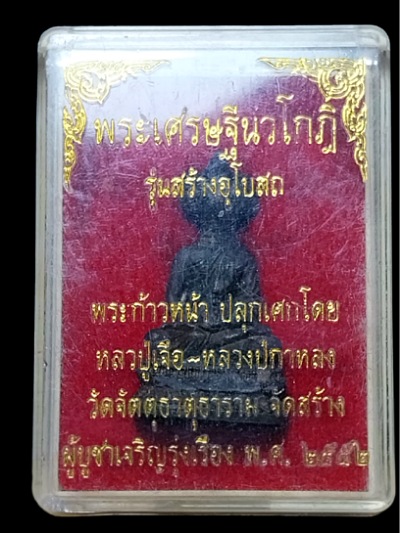 พระเศรษฐีนวโกฏิ
รุ่นสร้างอุโบสถ
พระก้าวหน้า ปลุกเศกโดย
หลวปู่เจือ~หลวงปู่กาหลง
วัดจัตตุธาตุธาราม จัดสร้าง
ผู้บูชาเจริญรุ่งเรือง พ.ศ. ๒๕๕๒